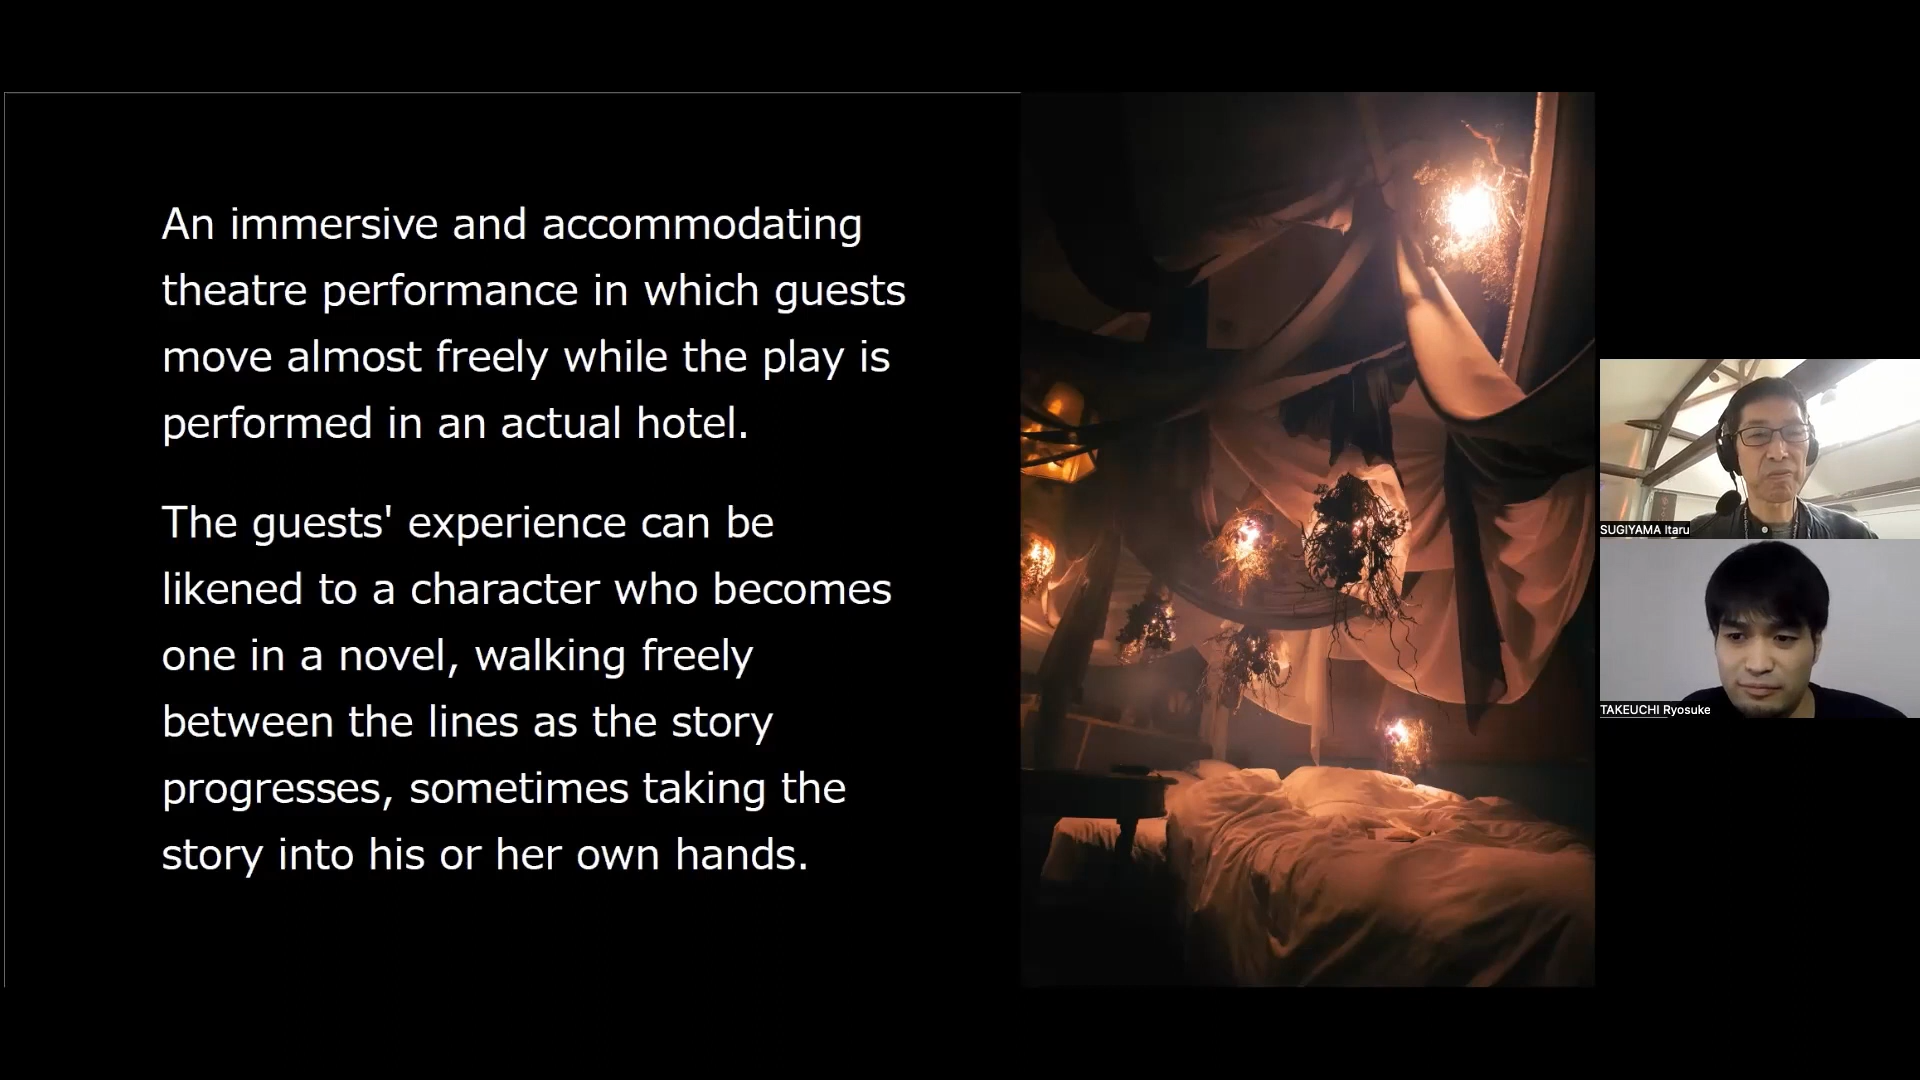 An immersive and accommodating
theatre performance in which guests
move almost freely while the play is
performed in an actual hotel.
The guests' experience can be
likened to a character who becomes
one in a novel, walking freely
between the lines as the story
progresses, sometimes taking the
story into his or her own hands.
SUGIYAMA Itaru
TAKEUCHI Ryosuke